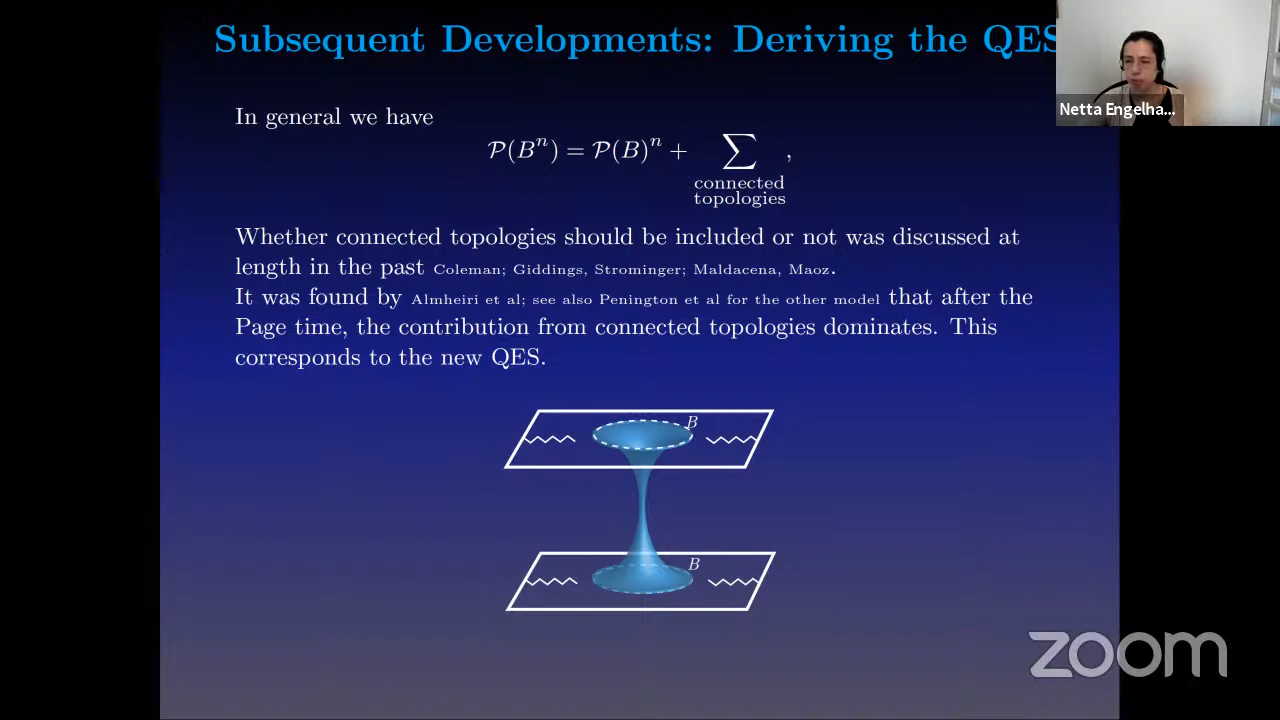 Subsequent Developments: Deriving the QES
Netta Engelha...
In general we have
𝒫(Bⁿ) = 𝒫(B)ⁿ + ∑ ,
connected
topologies
Whether connected topologies should be included or not was discussed at
length in the past Coleman; Giddings, Strominger; Maldacena, Maoz.
It was found by Almheiri et al; see also Penington et al for the other model that after the
Page time, the contribution from connected topologies dominates. This
corresponds to the new QES.
B
B
zoom